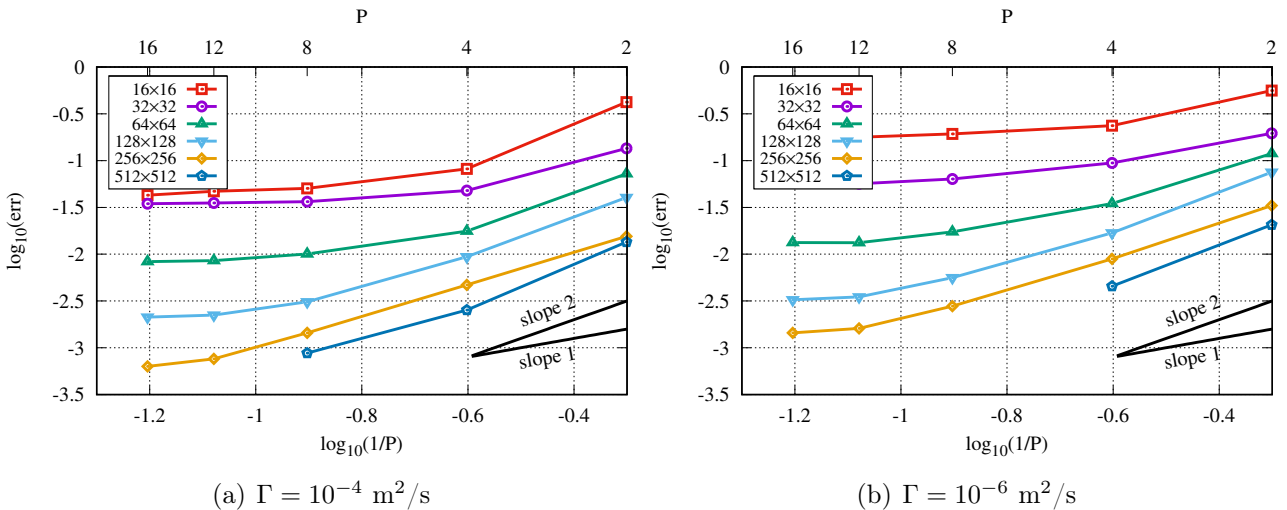 P
16 12 8 4 2
0
-0.5
-1
-1.5
-2
-2.5
-3
-3.5
log10(err)
16×16
32×32
64×64
128×128
256×256
512×512
slope 2
slope 1
-1.2 -1 -0.8 -0.6 -0.4
log10(1/P)
(a) Γ = 10⁻⁴ m²/s
P
16 12 8 4 2
0
-0.5
-1
-1.5
-2
-2.5
-3
-3.5
log10(err)
16×16
32×32
64×64
128×128
256×256
512×512
slope 2
slope 1
-1.2 -1 -0.8 -0.6 -0.4
log10(1/P)
(b) Γ = 10⁻⁶ m²/s